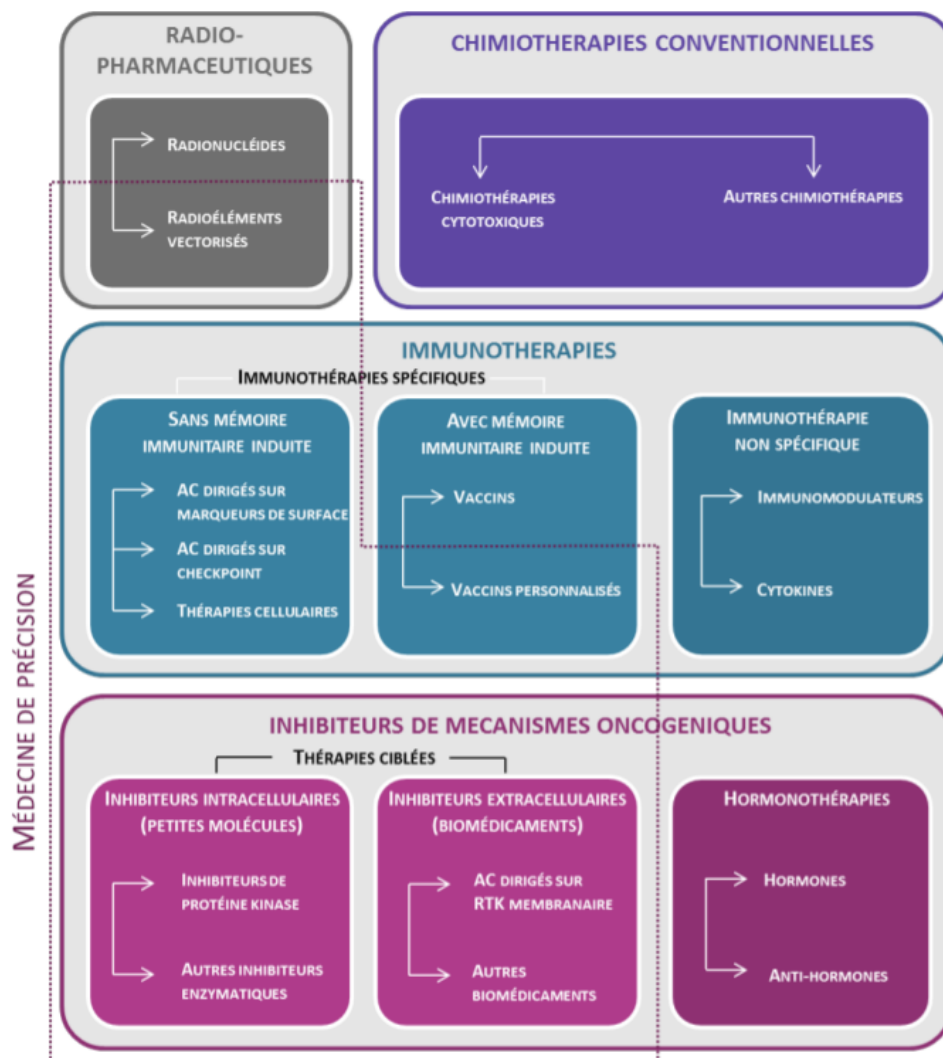 RADIO-
PHARMACEUTIQUES
RADIONUCLÉIDES
RADIOÉLÉMENTS
VECTORISÉS
CHIMIOTHERAPIES CONVENTIONNELLES
CHIMIOTHÉRAPIES
CYTOTOXIQUES
AUTRES CHIMIOTHÉRAPIES
IMMUNOTHERAPIES
IMMUNOTHÉRAPIES SPÉCIFIQUES
SANS MÉMOIRE
IMMUNITAIRE INDUITE
AC DIRIGÉS SUR
MARQUEURS DE SURFACE
AC DIRIGÉS SUR
CHECKPOINT
THÉRAPIES CELLULAIRES
AVEC MÉMOIRE
IMMUNITAIRE INDUITE
VACCINS
VACCINS PERSONNALISÉS
IMMUNOTHÉRAPIE
NON SPÉCIFIQUE
IMMUNOMODULATEURS
CYTOKINES
MÉDECINE DE PRÉCISION
INHIBITEURS DE MECANISMES ONCOGENIQUES
THÉRAPIES CIBLÉES
INHIBITEURS INTRACELLULAIRES
(PETITES MOLÉCULES)
INHIBITEURS DE
PROTÉINE KINASE
AUTRES INHIBITEURS
ENZYMATIQUES
INHIBITEURS EXTRACELLULAIRES
(BIOMÉDICAMENTS)
AC DIRIGÉS SUR
RTK MEMBRANAIRE
AUTRES
BIOMÉDICAMENTS
HORMONOTHÉRAPIES
HORMONES
ANTI-HORMONES